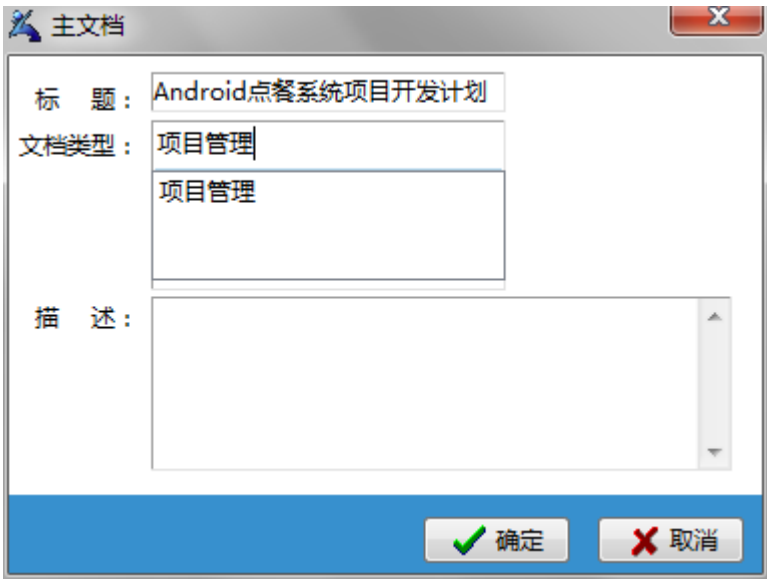 主文档
标 题： Android点餐系统项目开发计划
文档类型： 项目管理
项目管理
描 述：
确定 取消